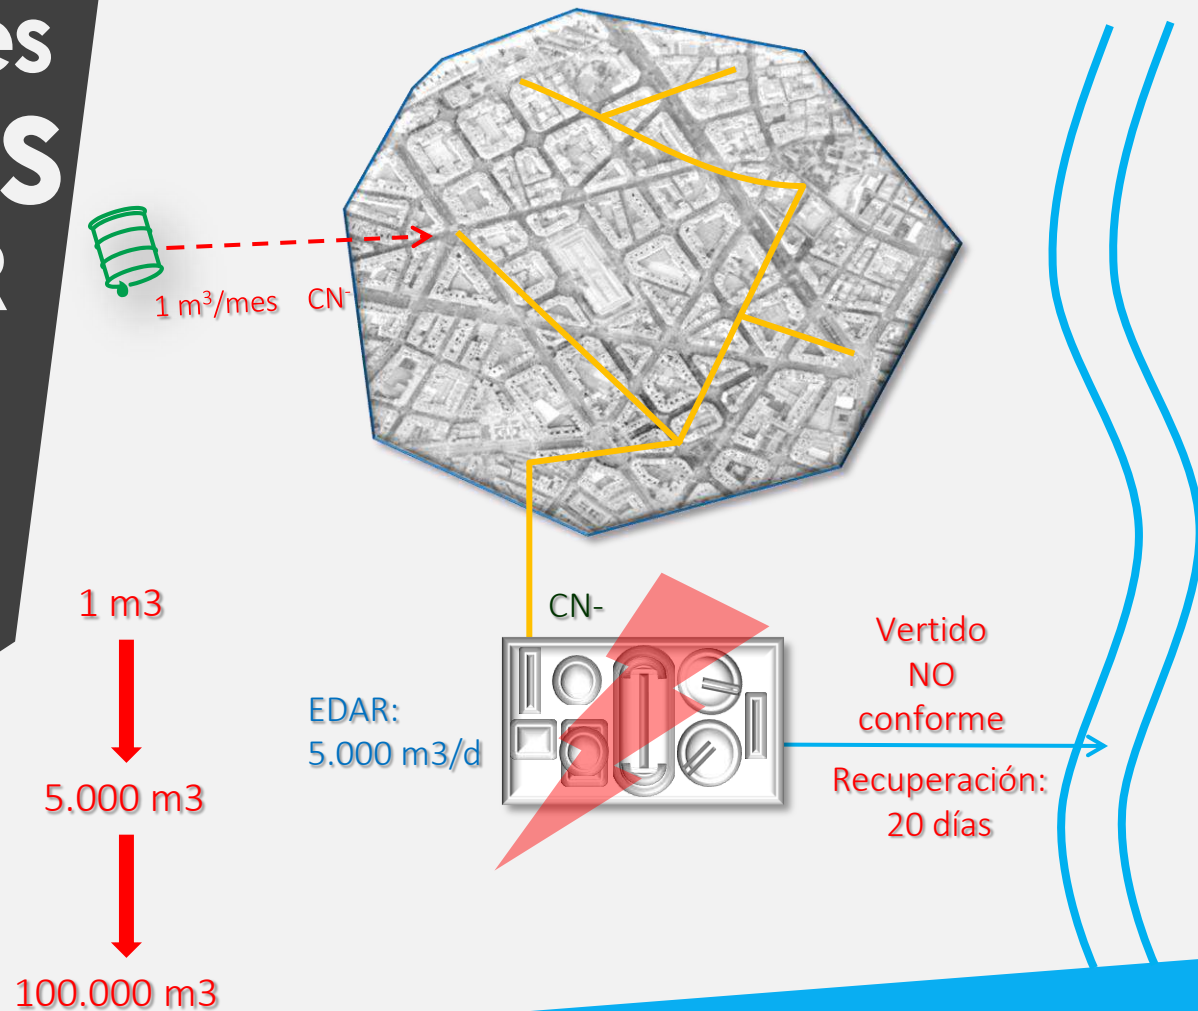 es
S
R
1 m³/mes CN-
CN-
1 m3
EDAR:
5.000 m3/d
Vertido
NO
conforme
Recuperación:
20 días
5.000 m3
100.000 m3